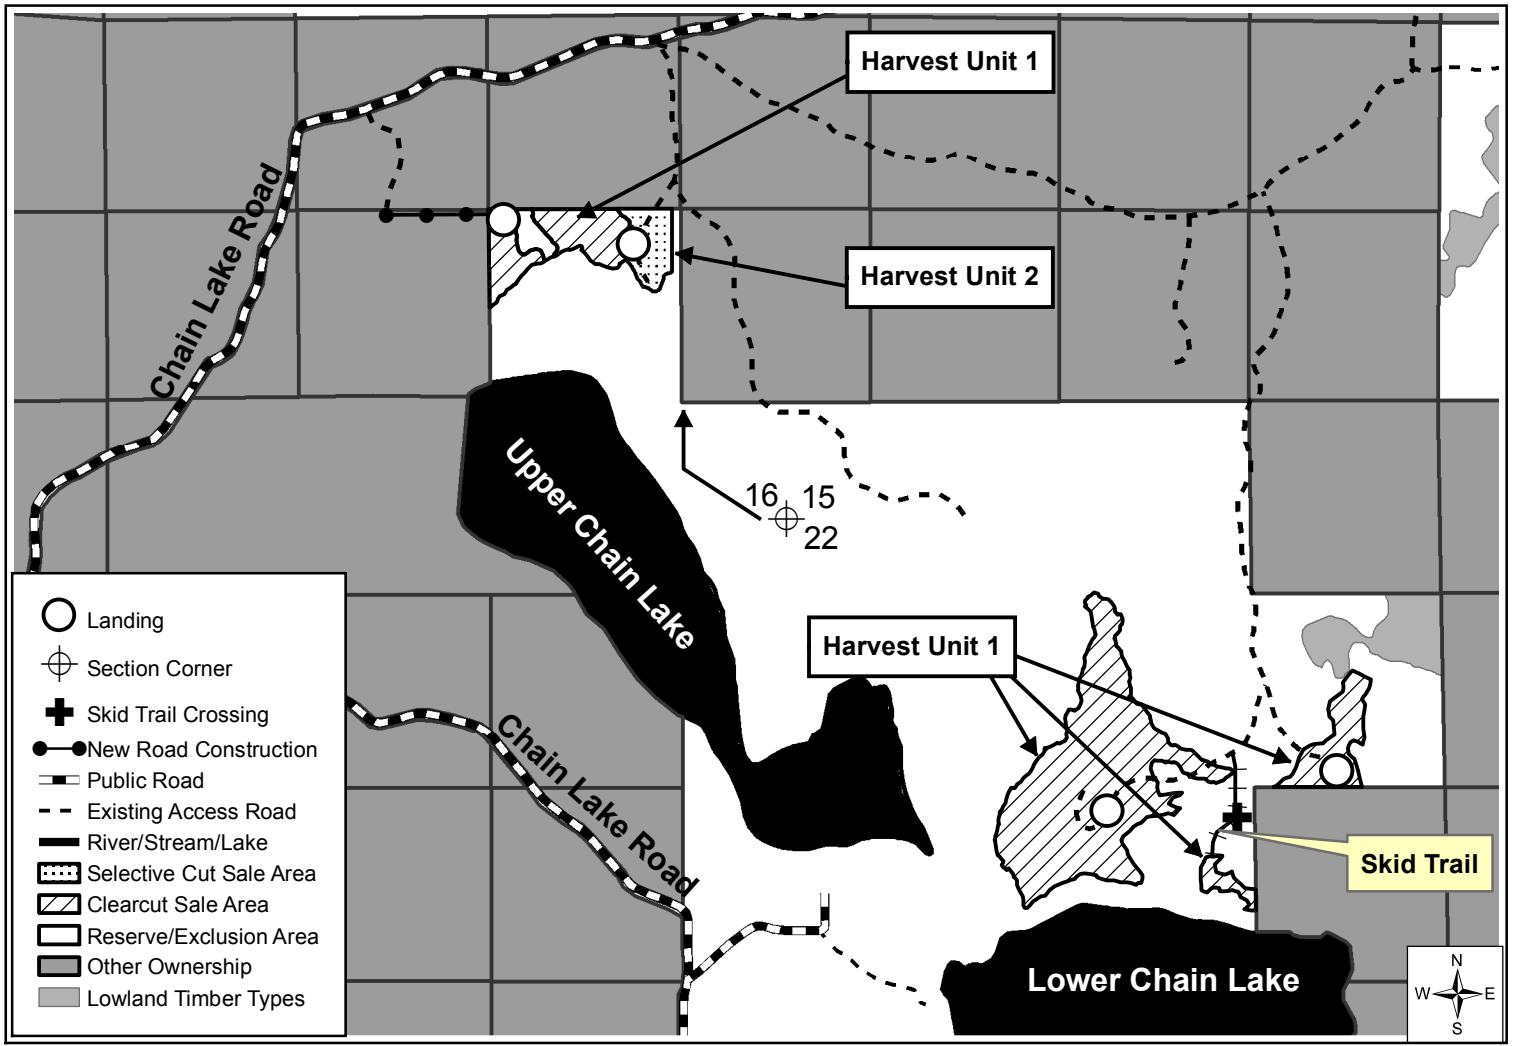 Harvest Unit 1
Chain Lake Road
Harvest Unit 2
Upper Chain Lake
16 15
22
Harvest Unit 1
Chain Lake Road
Skid Trail
Lower Chain Lake
Landing
Section Corner
Skid Trail Crossing
New Road Construction
Public Road
Existing Access Road
River/Stream/Lake
Selective Cut Sale Area
Clearcut Sale Area
Reserve/Exclusion Area
Other Ownership
Lowland Timber Types
N
W E
S